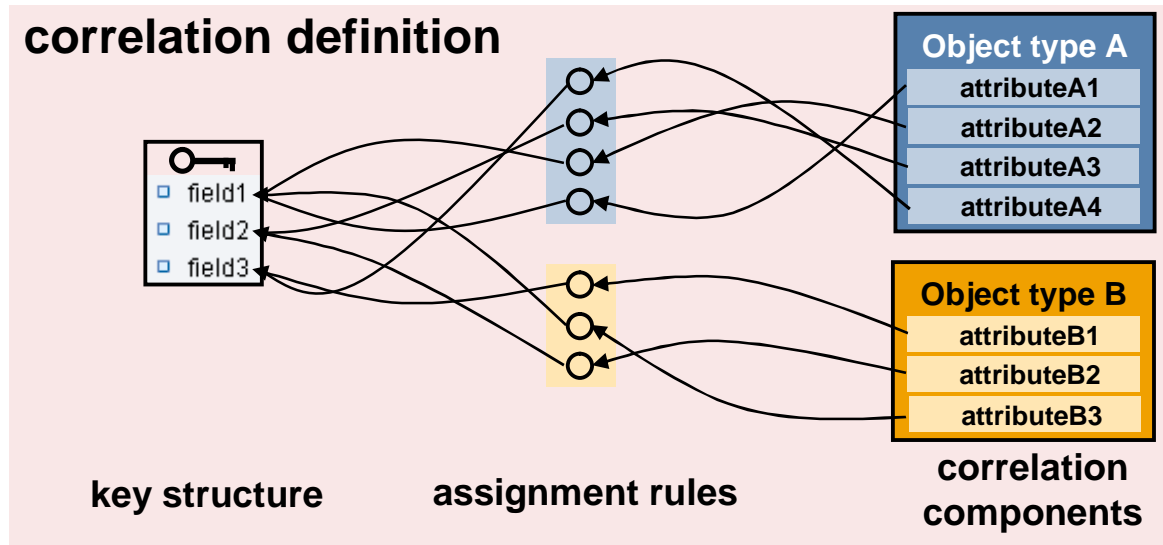 correlation definition
field1
field2
field3
Object type A
attributeA1
attributeA2
attributeA3
attributeA4
Object type B
attributeB1
attributeB2
attributeB3
key structure
assignment rules
correlation
components